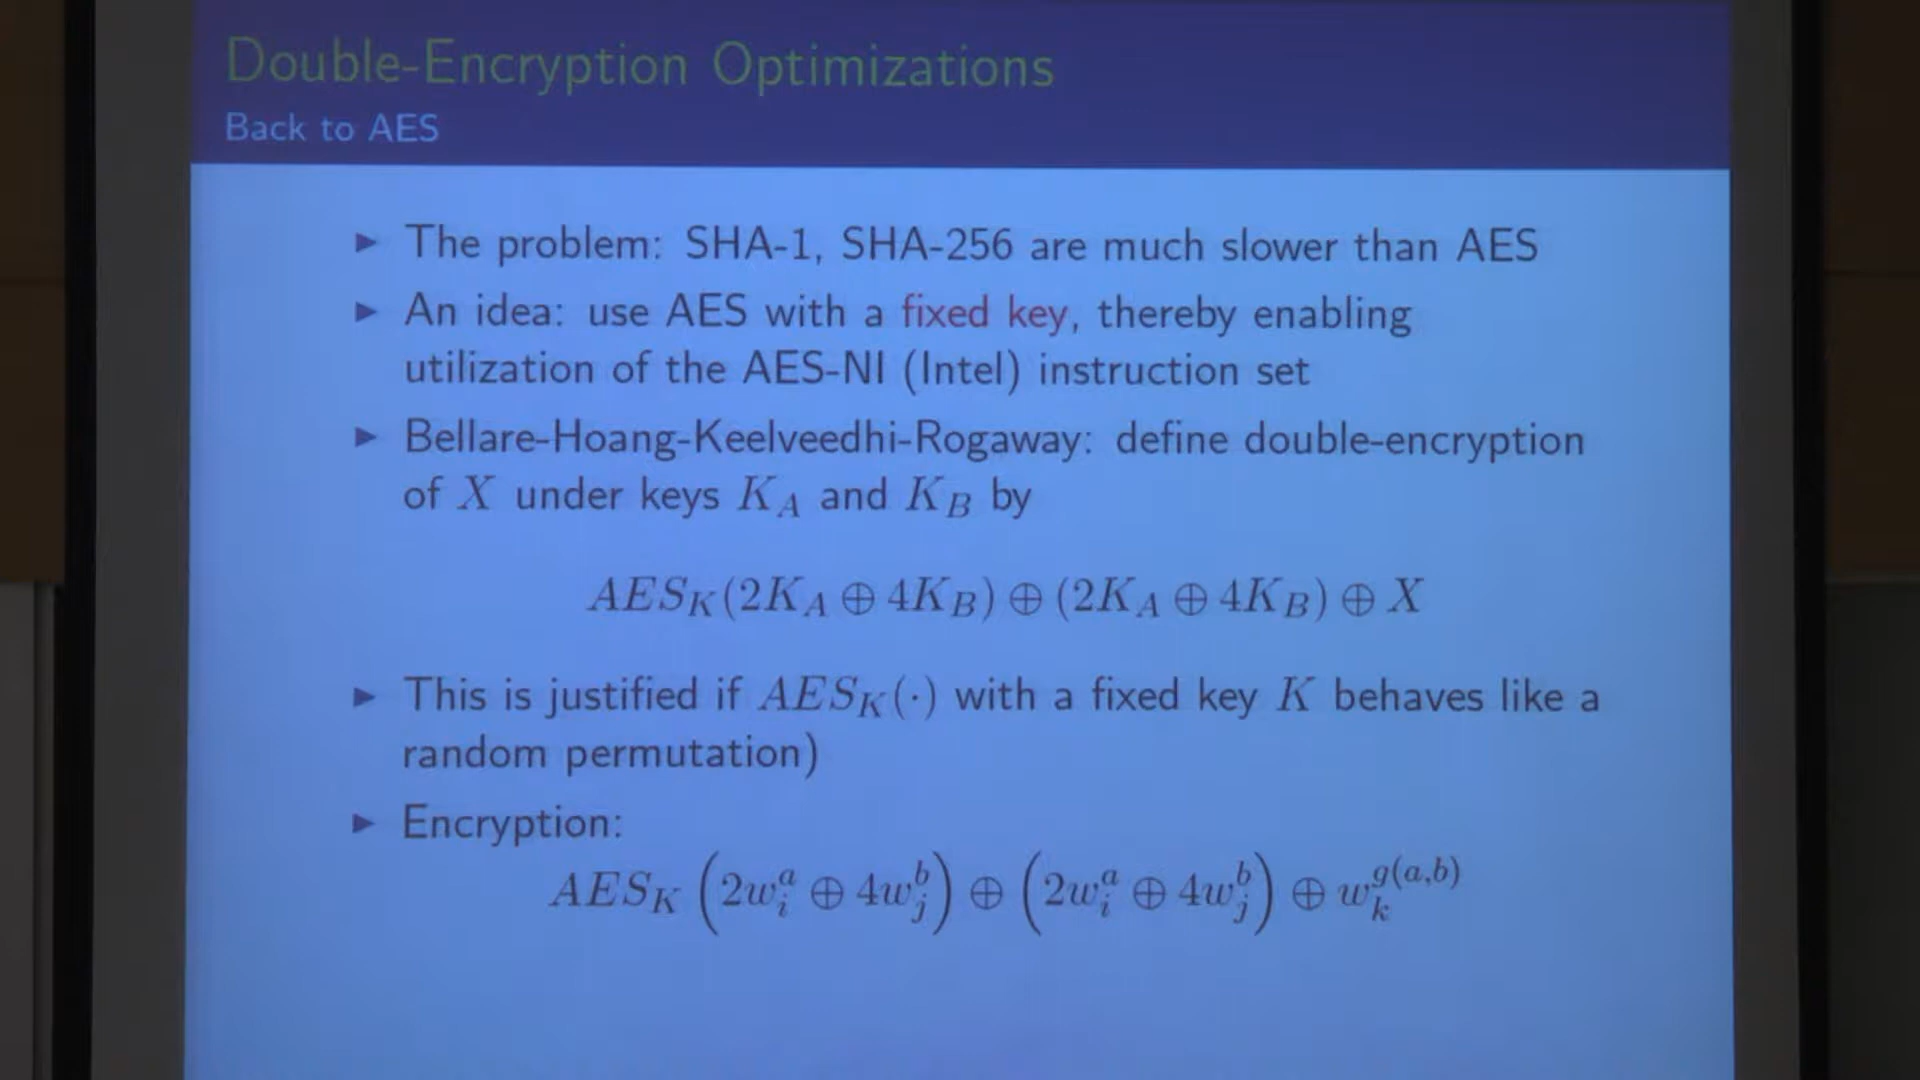 Double-Encryption Optimizations
Back to AES
▶ The problem: SHA-1, SHA-256 are much slower than AES
▶ An idea: use AES with a fixed key, thereby enabling
utilization of the AES-NI (Intel) instruction set
▶ Bellare-Hoang-Keelveedhi-Rogaway: define double-encryption
of X under keys K_A and K_B by
AES_K(2K_A ⊕ 4K_B) ⊕ (2K_A ⊕ 4K_B) ⊕ X
▶ This is justified if AES_K(·) with a fixed key K behaves like a
random permutation)
▶ Encryption:
AES_K (2w_i^a ⊕ 4w_j^b) ⊕ (2w_i^a ⊕ 4w_j^b) ⊕ w_k^{g(a,b)}